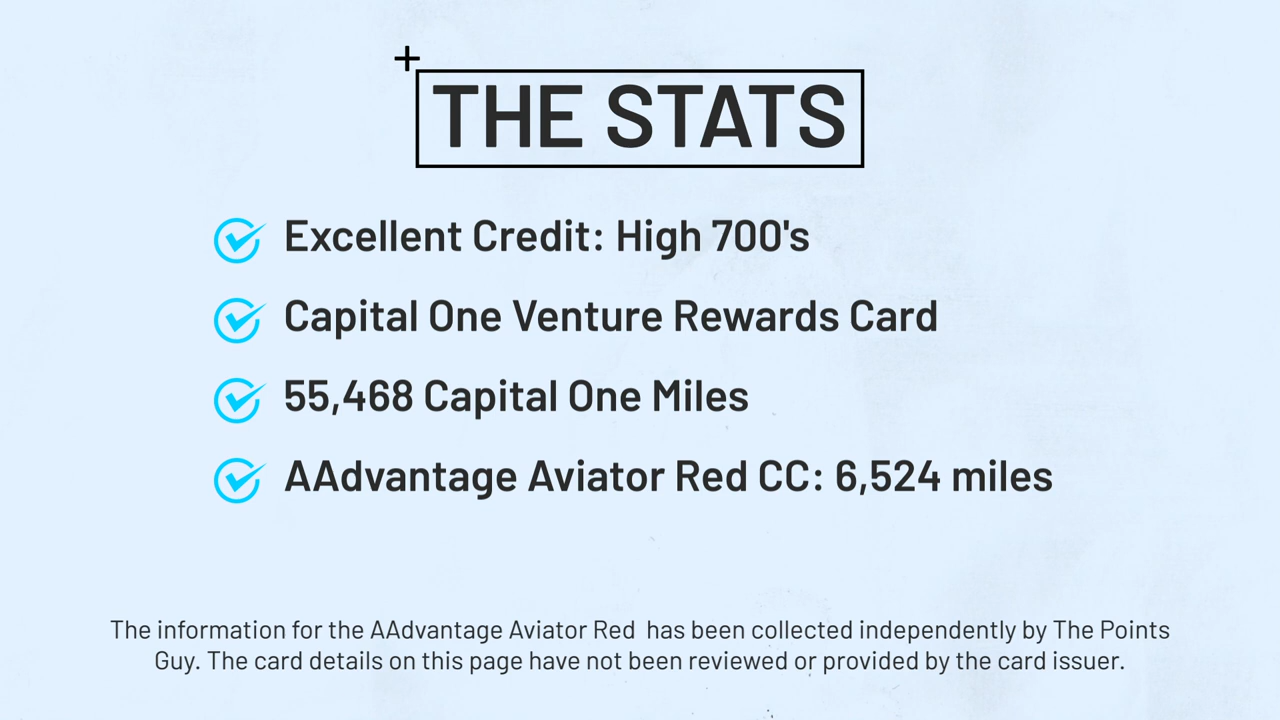 THE STATS
Excellent Credit: High 700's
Capital One Venture Rewards Card
55,468 Capital One Miles
AAdvantage Aviator Red CC: 6,524 miles
The information for the AAdvantage Aviator Red  has been collected independently by The Points
Guy. The card details on this page have not been reviewed or provided by the card issuer.